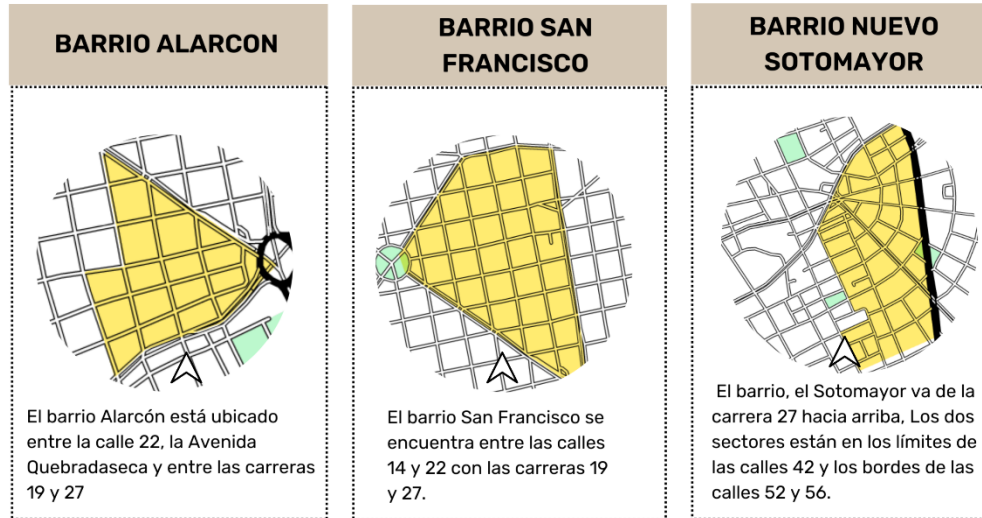 BARRIO ALARCON
El barrio Alarcón está ubicado
entre la calle 22, la Avenida
Quebradaseca y entre las carreras
19 y 27
BARRIO SAN
FRANCISCO
El barrio San Francisco se
encuentra entre las calles
14 y 22 con las carreras 19
y 27.
BARRIO NUEVO
SOTOMAYOR
El barrio, el Sotomayor va de la
carrera 27 hacia arriba, Los dos
sectores están en los límites de
las calles 42 y los bordes de las
calles 52 y 56.